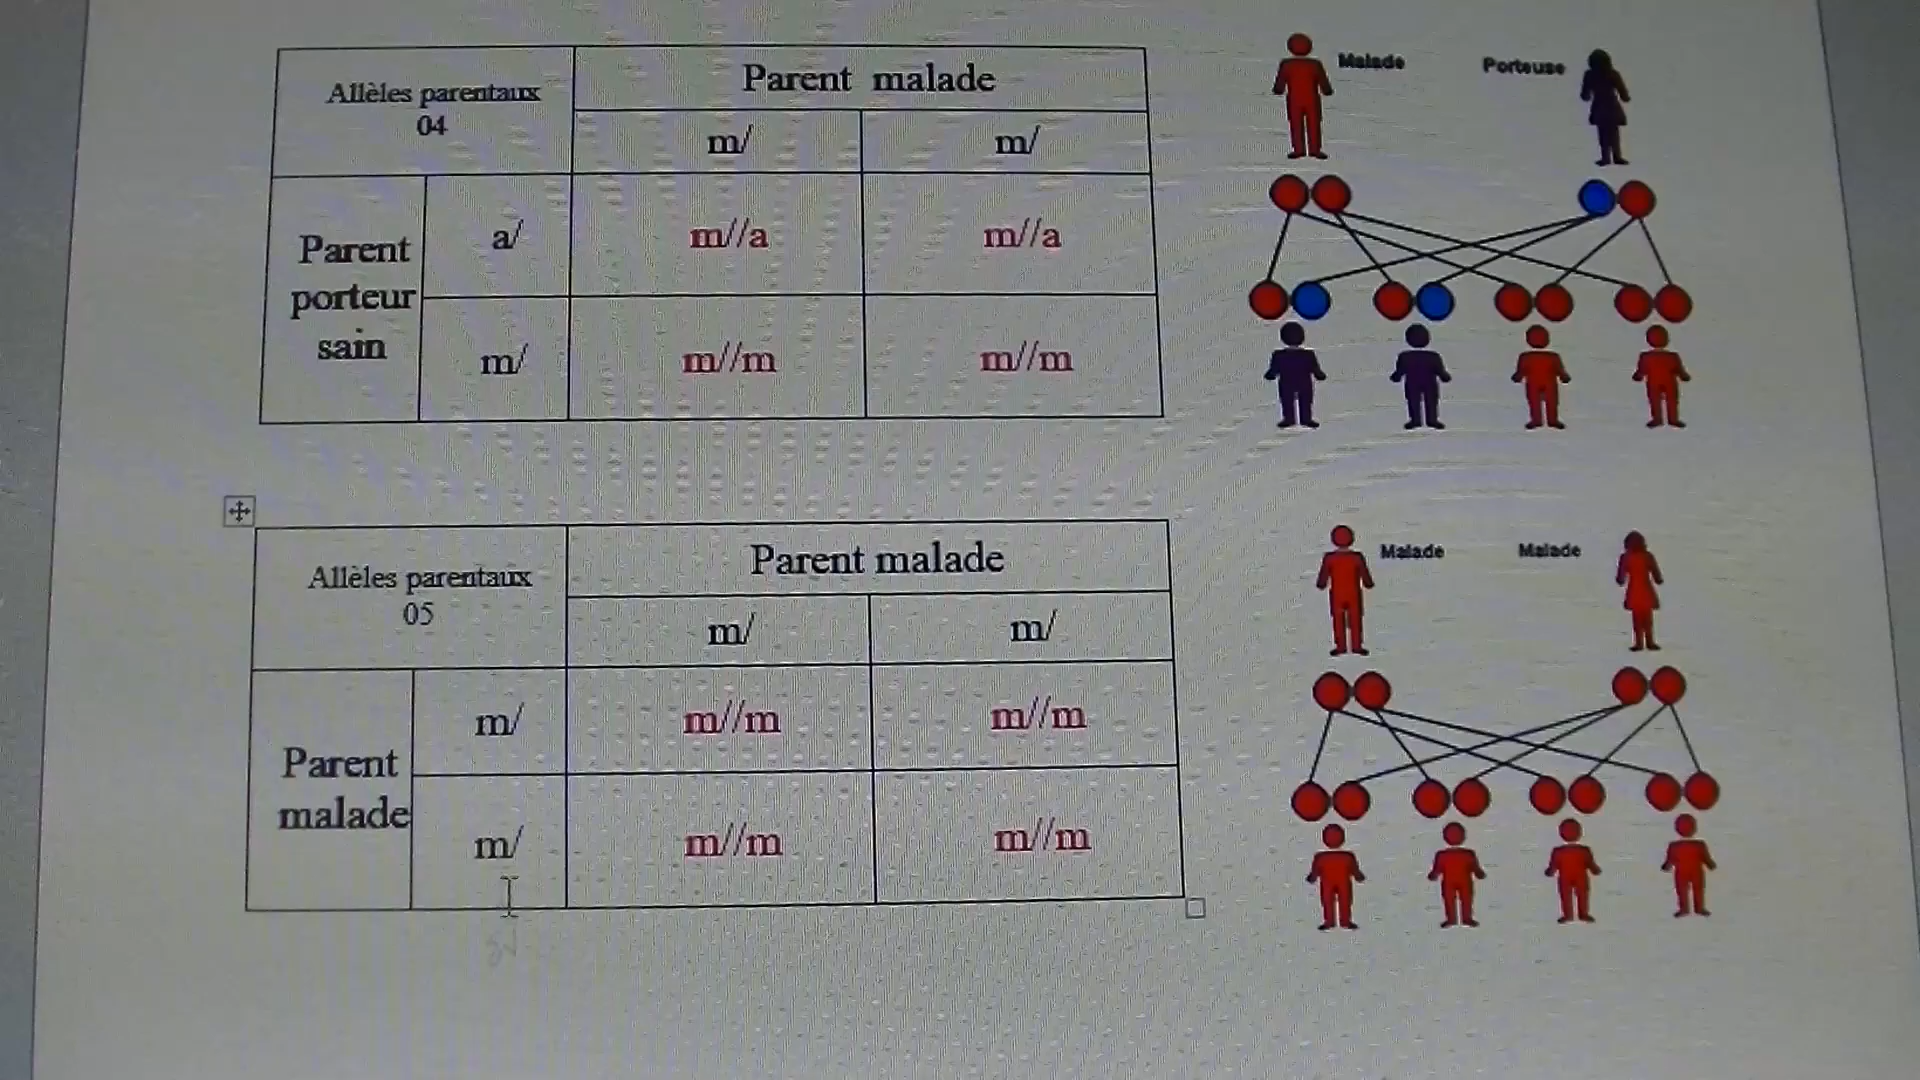 Allèles parentaux
04
Parent malade
m/ m/
Parent
porteur
sain
a/ m//a m//a
m/ m//m m//m
Malade Porteuse
Allèles parentaux
05
Parent malade
m/ m/
Parent
malade
m/ m//m m//m
m/ m//m m//m
Malade Malade